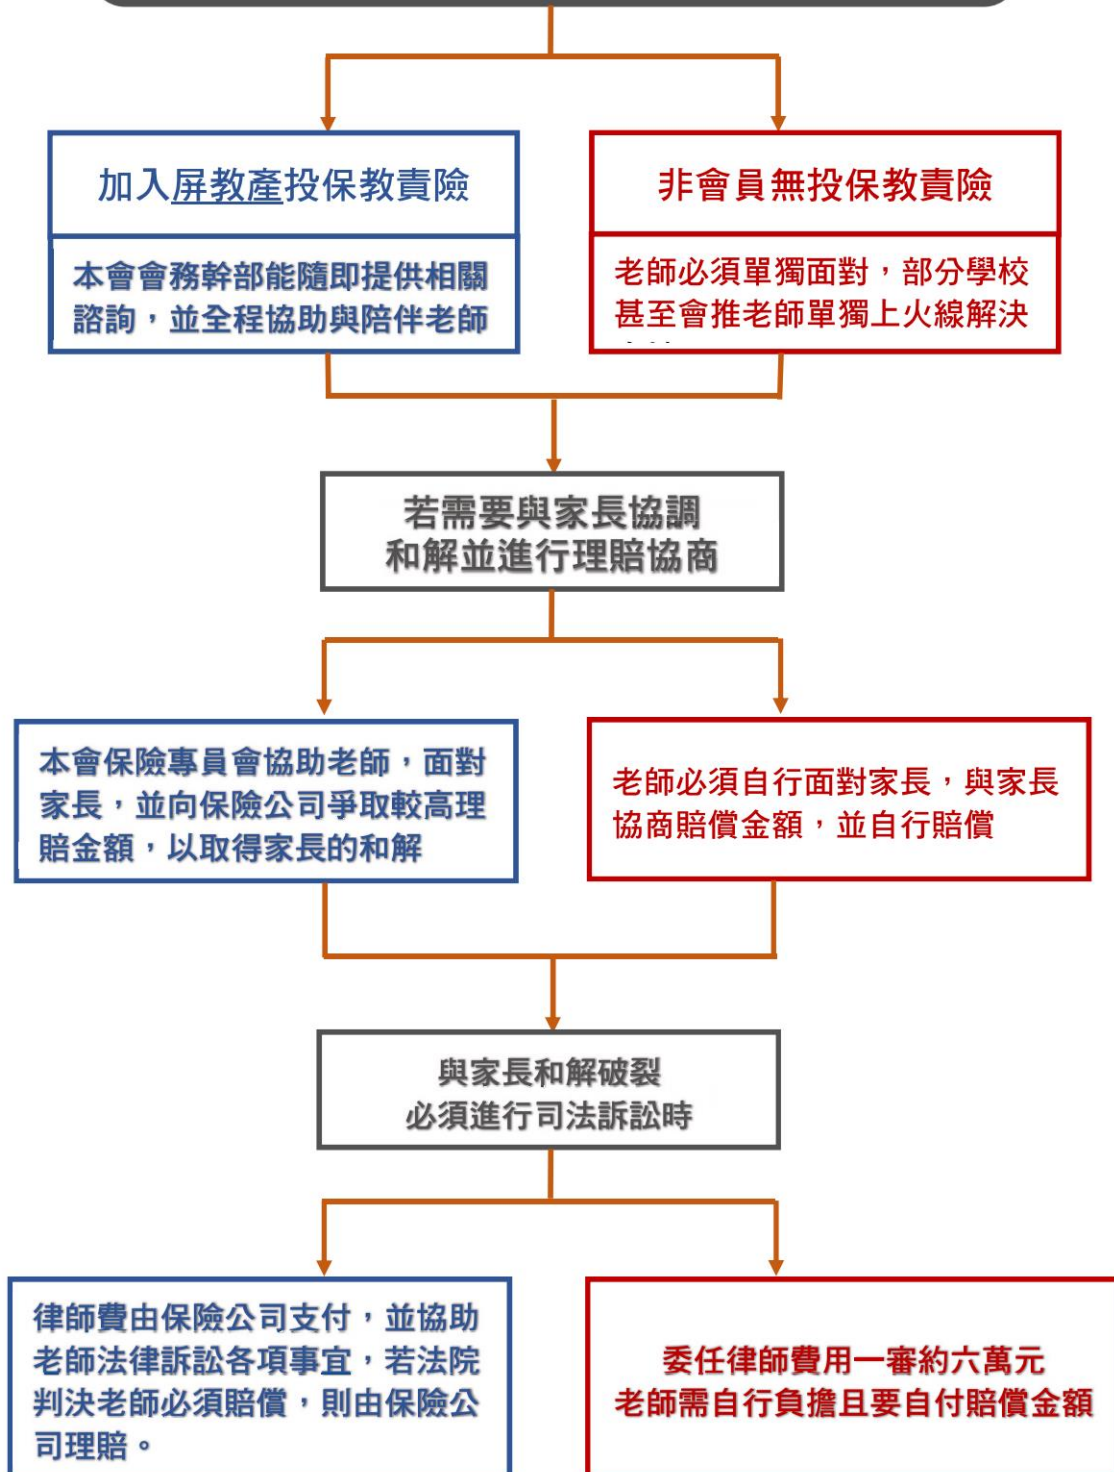 加入屏教產投保教責險
非會員無投保教責險
本會會務幹部能隨即提供相關
諮詢，並全程協助與陪伴老師
老師必須單獨面對，部分學校
甚至會推老師單獨上火線解決
若需要與家長協調
和解並進行理賠協商
本會保險專員會協助老師，面對
家長，並向保險公司爭取較高理
賠金額，以取得家長的和解
老師必須自行面對家長，與家長
協商賠償金額，並自行賠償
與家長和解破裂
必須進行司法訴訟時
律師費由保險公司支付，並協助
老師法律訴訟各項事宜，若法院
判決老師必須賠償，則由保險公
司理賠。
委任律師費用一審約六萬元
老師需自行負擔且要自付賠償金額